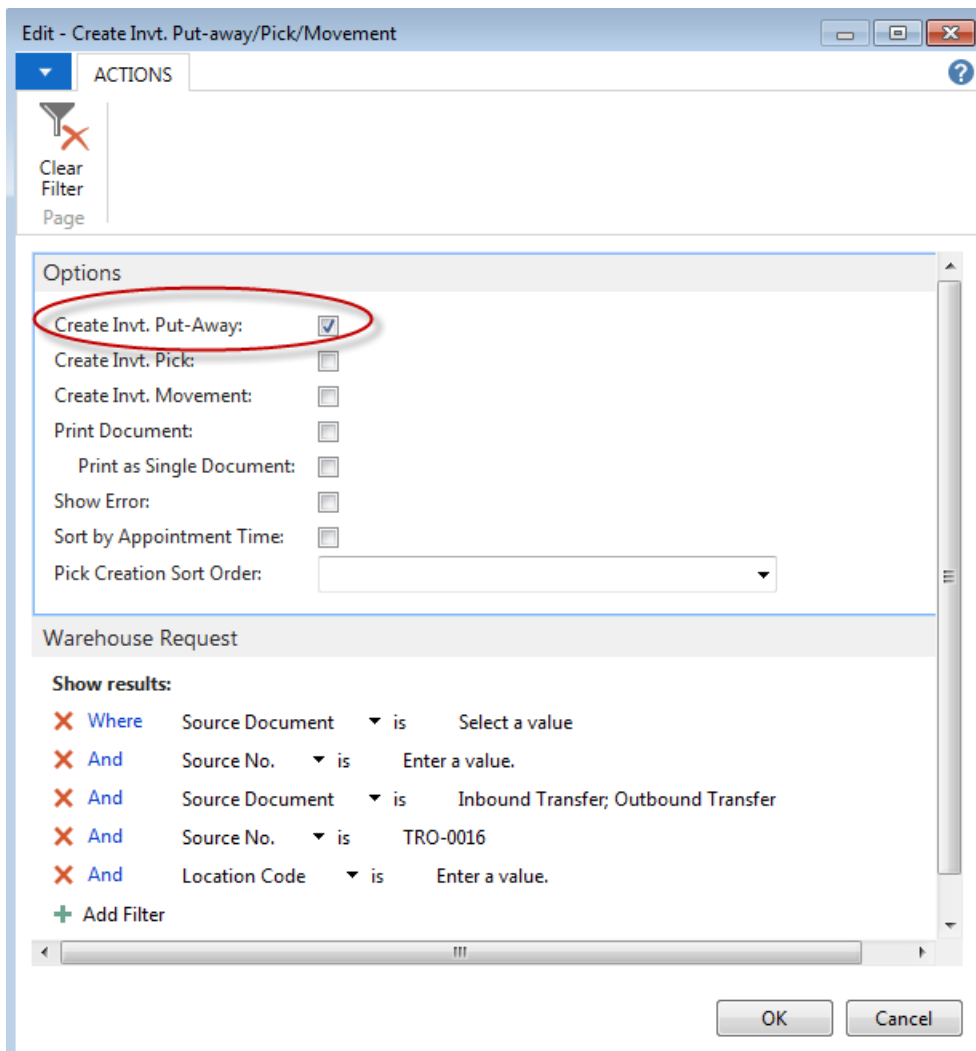 Edit - Create Invt. Put-away/Pick/Movement
ACTIONS
?
Clear
Filter
Page
Options
Create Invt. Put-Away:
Create Invt. Pick:
Create Invt. Movement:
Print Document:
Print as Single Document:
Show Error:
Sort by Appointment Time:
Pick Creation Sort Order:
Warehouse Request
Show results:
Where Source Document is Select a value
And Source No. is Enter a value.
And Source Document is Inbound Transfer; Outbound Transfer
And Source No. is TRO-0016
And Location Code is Enter a value.
Add Filter
OK Cancel